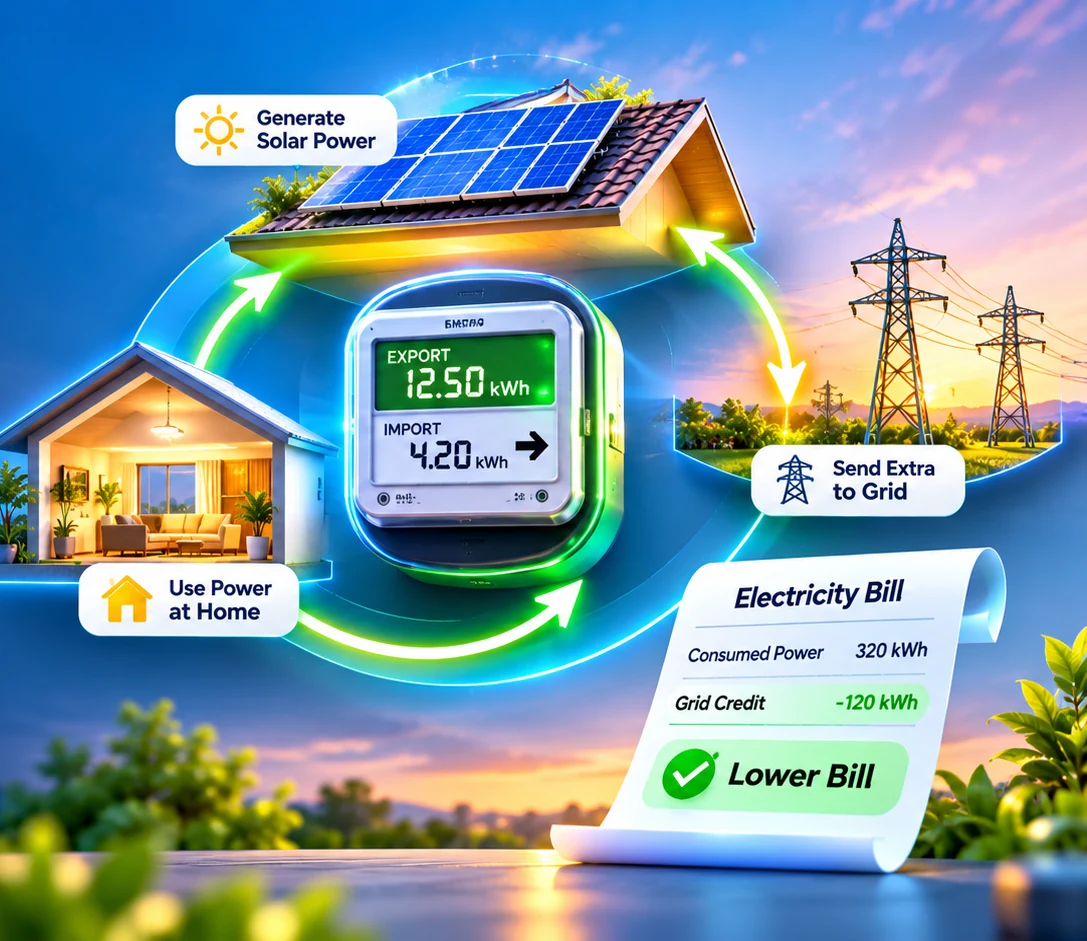 Generate
Solar Power
EXPORT
12.50 kWh
IMPORT
4.20 kWh
Send Extra
to Grid
Use Power
at Home
Electricity Bill
Consumed Power 320 kWh
Grid Credit -120 kWh
Lower Bill